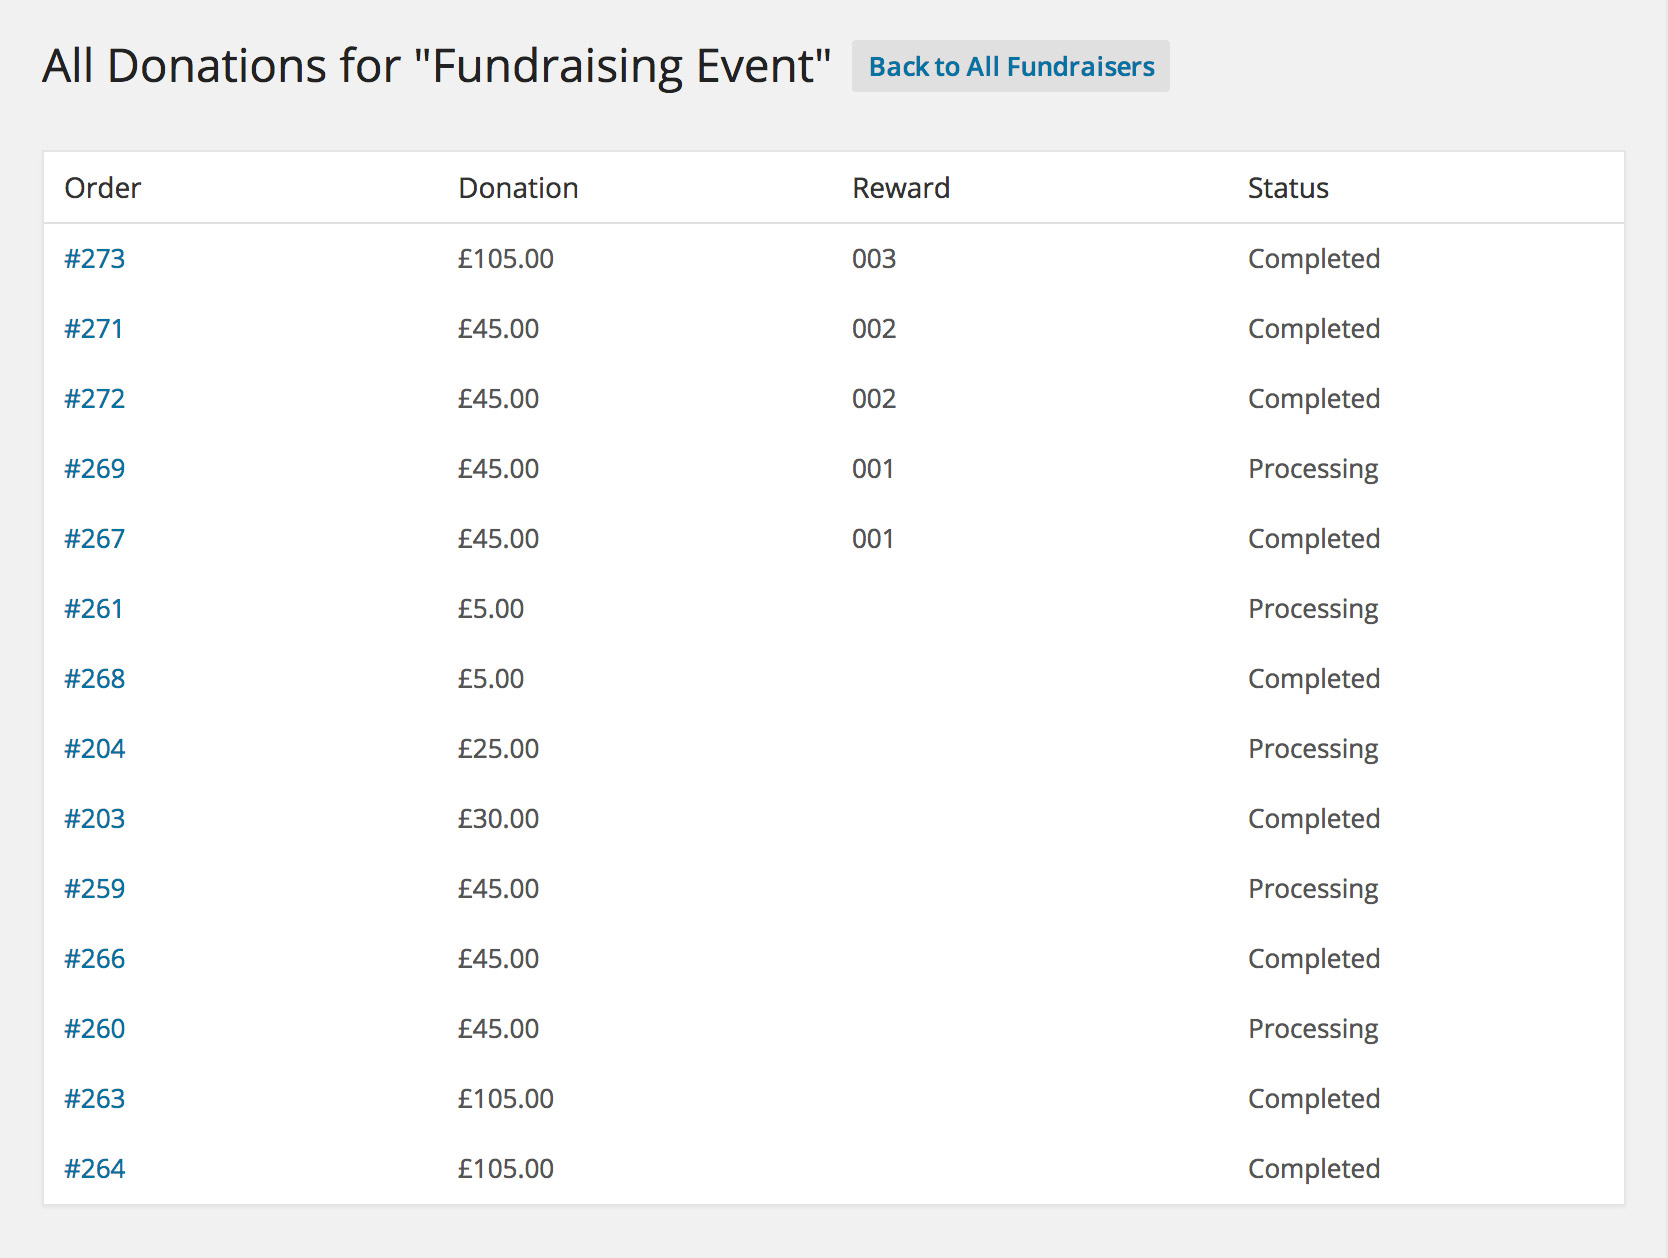 All Donations for "Fundraising Event" Back to All Fundraisers
Order Donation Reward Status
#273 £105.00 003 Completed
#271 £45.00 002 Completed
#272 £45.00 002 Completed
#269 £45.00 001 Processing
#267 £45.00 001 Completed
#261 £5.00 Processing
#268 £5.00 Completed
#204 £25.00 Processing
#203 £30.00 Completed
#259 £45.00 Processing
#266 £45.00 Completed
#260 £45.00 Processing
#263 £105.00 Completed
#264 £105.00 Completed